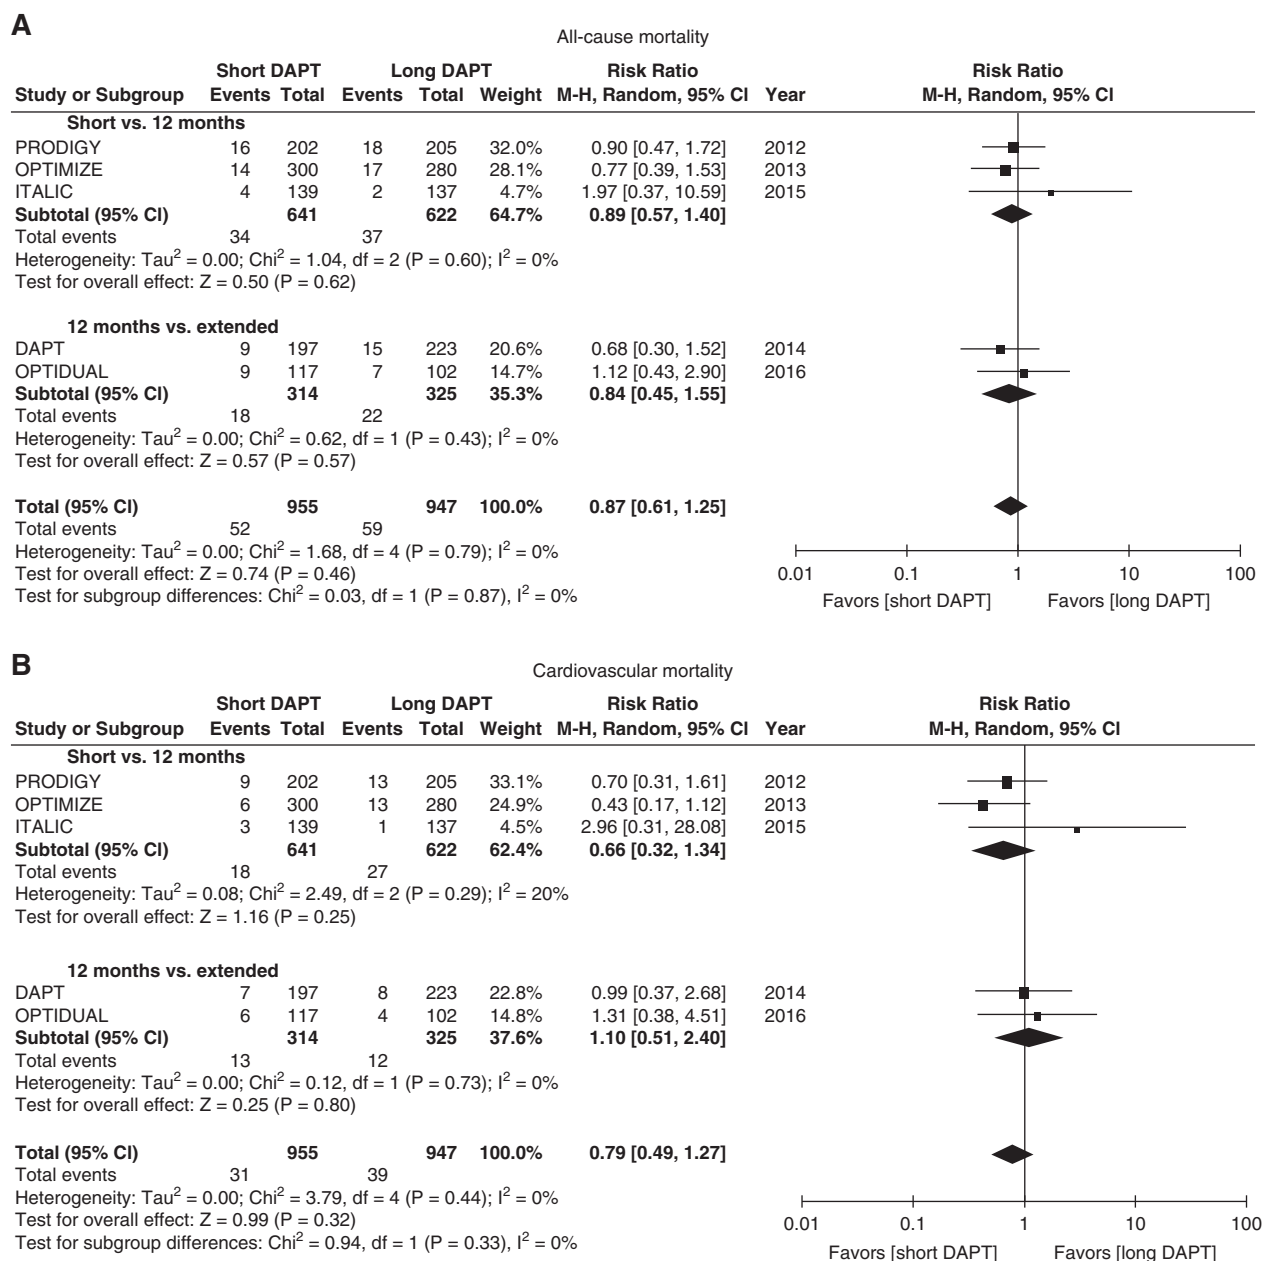 A
All-cause mortality
Short DAPT Long DAPT Risk Ratio Risk Ratio
Study or Subgroup Events Total Events Total Weight M-H, Random, 95% CI Year M-H, Random, 95% CI
Short vs. 12 months
PRODIGY 16 202 18 205 32.0% 0.90 [0.47, 1.72] 2012
OPTIMIZE 14 300 17 280 28.1% 0.77 [0.39, 1.53] 2013
ITALIC 4 139 2 137 4.7% 1.97 [0.37, 10.59] 2015
Subtotal (95% CI) 641 622 64.7% 0.89 [0.57, 1.40]
Total events 34 37
Heterogeneity: Tau² = 0.00; Chi² = 1.04, df = 2 (P = 0.60); I² = 0%
Test for overall effect: Z = 0.50 (P = 0.62)
12 months vs. extended
DAPT 9 197 15 223 20.6% 0.68 [0.30, 1.52] 2014
OPTIDUAL 9 117 7 102 14.7% 1.12 [0.43, 2.90] 2016
Subtotal (95% CI) 314 325 35.3% 0.84 [0.45, 1.55]
Total events 18 22
Heterogeneity: Tau² = 0.00; Chi² = 0.62, df = 1 (P = 0.43); I² = 0%
Test for overall effect: Z = 0.57 (P = 0.57)
Total (95% CI) 955 947 100.0% 0.87 [0.61, 1.25]
Total events 52 59
Heterogeneity: Tau² = 0.00; Chi² = 1.68, df = 4 (P = 0.79); I² = 0%
Test for overall effect: Z = 0.74 (P = 0.46)
Test for subgroup differences: Chi² = 0.03, df = 1 (P = 0.87), I² = 0%
0.01 0.1 1 10 100
Favors [short DAPT] Favors [long DAPT]
B
Cardiovascular mortality
Short DAPT Long DAPT Risk Ratio Risk Ratio
Study or Subgroup Events Total Events Total Weight M-H, Random, 95% CI Year M-H, Random, 95% CI
Short vs. 12 months
PRODIGY 9 202 13 205 33.1% 0.70 [0.31, 1.61] 2012
OPTIMIZE 6 300 13 280 24.9% 0.43 [0.17, 1.12] 2013
ITALIC 3 139 1 137 4.5% 2.96 [0.31, 28.08] 2015
Subtotal (95% CI) 641 622 62.4% 0.66 [0.32, 1.34]
Total events 18 27
Heterogeneity: Tau² = 0.08; Chi² = 2.49, df = 2 (P = 0.29); I² = 20%
Test for overall effect: Z = 1.16 (P = 0.25)
12 months vs. extended
DAPT 7 197 8 223 22.8% 0.99 [0.37, 2.68] 2014
OPTIDUAL 6 117 4 102 14.8% 1.31 [0.38, 4.51] 2016
Subtotal (95% CI) 314 325 37.6% 1.10 [0.51, 2.40]
Total events 13 12
Heterogeneity: Tau² = 0.00; Chi² = 0.12, df = 1 (P = 0.73); I² = 0%
Test for overall effect: Z = 0.25 (P = 0.80)
Total (95% CI) 955 947 100.0% 0.79 [0.49, 1.27]
Total events 31 39
Heterogeneity: Tau² = 0.00; Chi² = 3.79, df = 4 (P = 0.44); I² = 0%
Test for overall effect: Z = 0.99 (P = 0.32)
Test for subgroup differences: Chi² = 0.94, df = 1 (P = 0.33), I² = 0%
0.01 0.1 1 10 100
Favors [short DAPT] Favors [long DAPT]